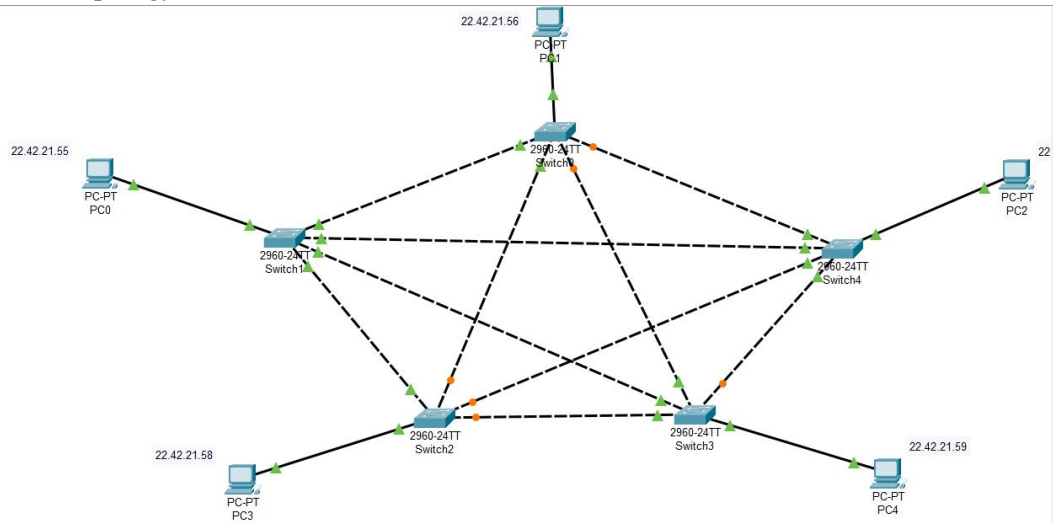 22.42.21.56
PC-PT
PC1
2960-24TT
Switch0
22.42.21.55
PC-PT
PC0
22
PC-PT
PC2
2960-24TT
Switch1
2960-24TT
Switch4
2960-24TT
Switch2
2960-24TT
Switch3
22.42.21.58
PC-PT
PC3
22.42.21.59
PC-PT
PC4